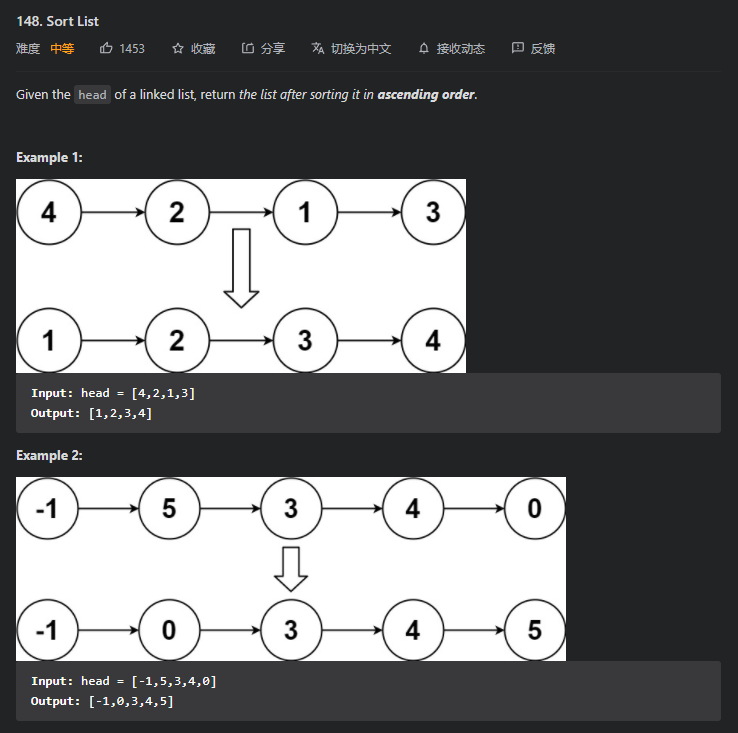 148. Sort List
难度 中等 1453 收藏 分享 切换为中文 接收动态 反馈
Given the head of a linked list, return the list after sorting it in ascending order.
Example 1:
4 2 1 3
1 2 3 4
Input: head = [4,2,1,3]
Output: [1,2,3,4]
Example 2:
-1 5 3 4 0
-1 0 3 4 5
Input: head = [-1,5,3,4,0]
Output: [-1,0,3,4,5]